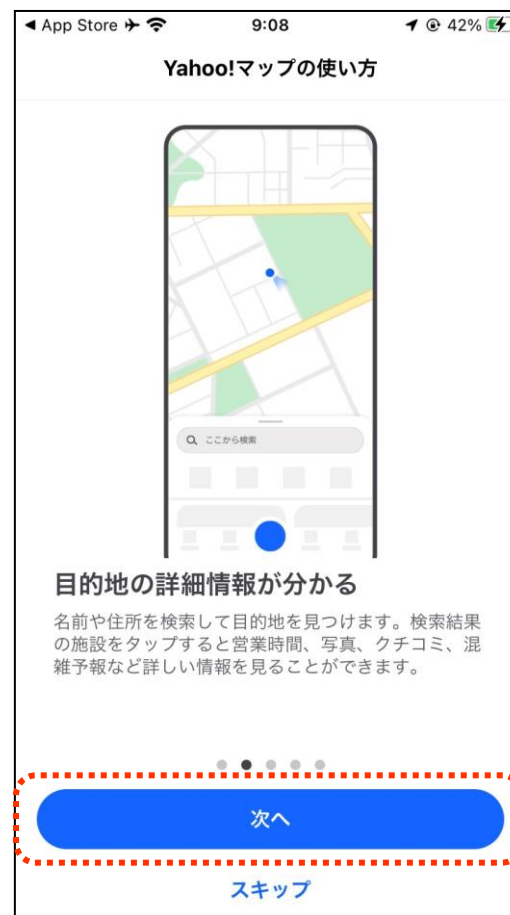 App Store
9:08
42%
Yahoo!マップの使い方
ここから検索
目的地の詳細情報が分かる
名前や住所を検索して目的地を見つけます。検索結果
の施設をタップすると営業時間、写真、クチコミ、混
雑予報など詳しい情報を見ることができます。
次へ
スキップ